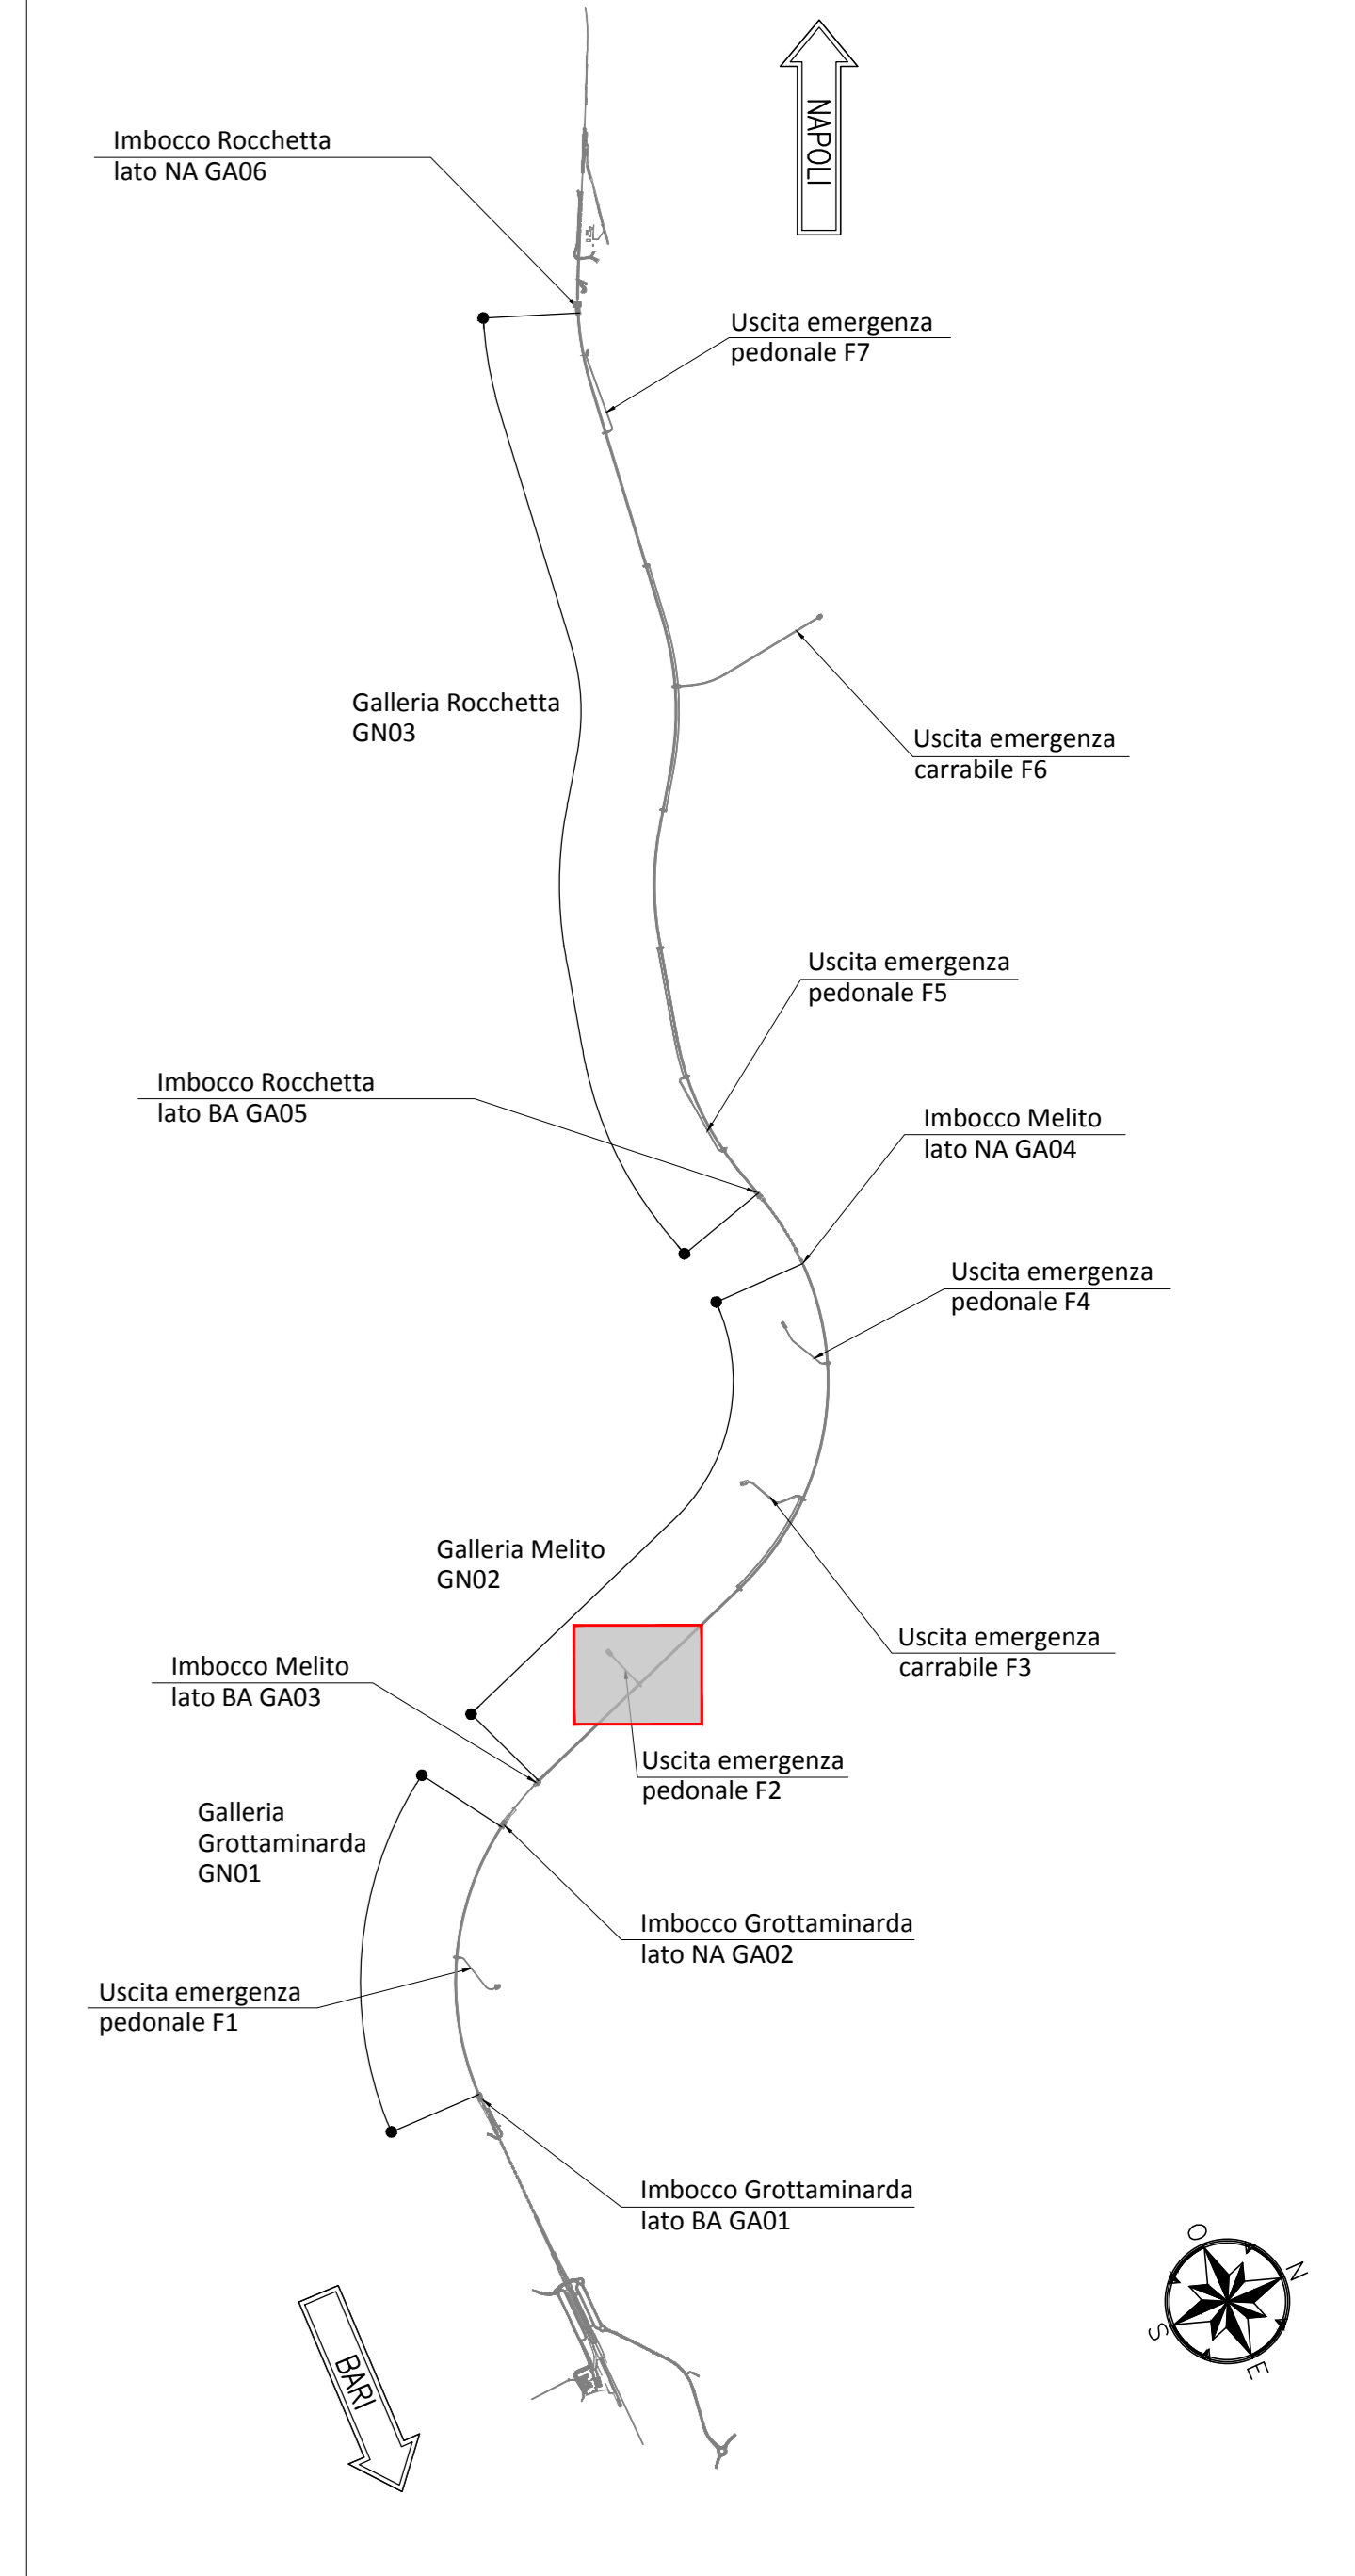 NAPOLI
Imbocco Rocchetta
lato NA GA06
Uscita emergenza
pedonale F7
Galleria Rocchetta
GN03
Uscita emergenza
carrabile F6
Uscita emergenza
pedonale F5
Imbocco Rocchetta
lato BA GA05
Imbocco Melito
lato NA GA04
Uscita emergenza
pedonale F4
Galleria Melito
GN02
Uscita emergenza
carrabile F3
Imbocco Melito
lato BA GA03
Uscita emergenza
pedonale F2
Galleria
Grottaminarda
GN01
Imbocco Grottaminarda
lato NA GA02
Uscita emergenza
pedonale F1
Imbocco Grottaminarda
lato BA GA01
O
N
S
E
BARI